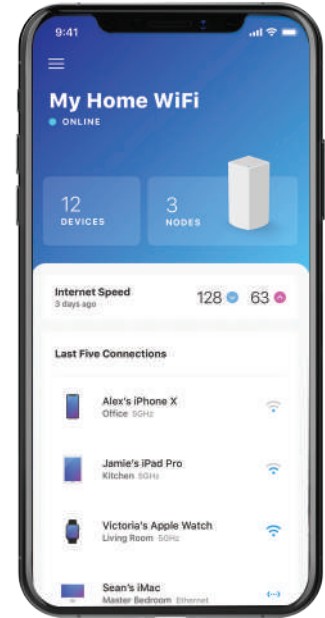 9:41
My Home WiFi
ONLINE
12
DEVICES
3
NODES
Internet Speed
3 days ago
128
63
Last Five Connections
Alex's iPhone X
Office 5GHz
Jamie's iPad Pro
Kitchen 5GHz
Victoria's Apple Watch
Living Room 5GHz
Sean's iMac
Master Bedroom Ethernet